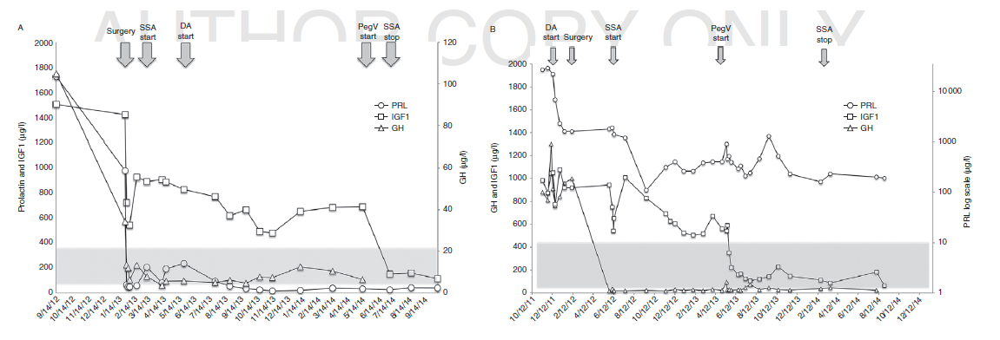 AUTHOR COPY ONLY
A
Surgery
SSA
start
DA
start
PegV
start
SSA
stop
2000
1800
1600
1400
1200
1000
800
600
400
200
0
Prolactin and IGF1 (µg/l)
120
100
80
60
40
20
0
GH (µg/l)
PRL
IGF1
GH
9/14/12
10/14/12
11/14/12
12/14/12
1/14/13
2/14/13
3/14/13
4/14/13
5/14/13
6/14/13
7/14/13
8/14/13
9/14/13
10/14/13
11/14/13
12/14/13
1/14/14
2/14/14
3/14/14
4/14/14
5/14/14
6/14/14
7/14/14
8/14/14
9/14/14
B
DA
start
Surgery
SSA
start
PegV
start
SSA
stop
2000
1800
1600
1400
1200
1000
800
600
400
200
0
GH and IGF1 (µg/l)
10 000
1000
100
10
1
PRL log scale (µg/l)
PRL
IGF1
GH
10/12/11
12/12/11
2/12/12
4/12/12
6/12/12
8/12/12
10/12/12
12/12/12
2/12/13
4/12/13
6/12/13
8/12/13
10/12/13
12/12/13
2/12/14
4/12/14
6/12/14
8/12/14
10/12/14
12/12/14